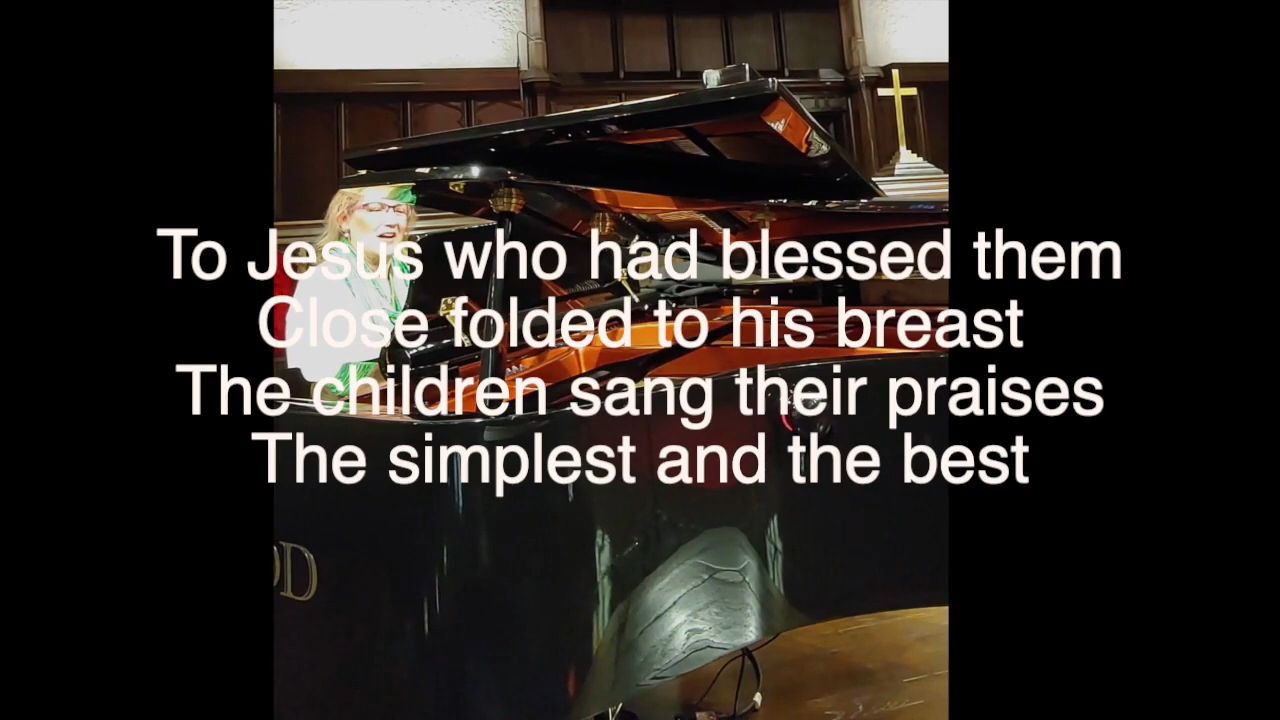 To Jesus who had blessed them
Close folded to his breast
The children sang their praises
The simplest and the best
OD